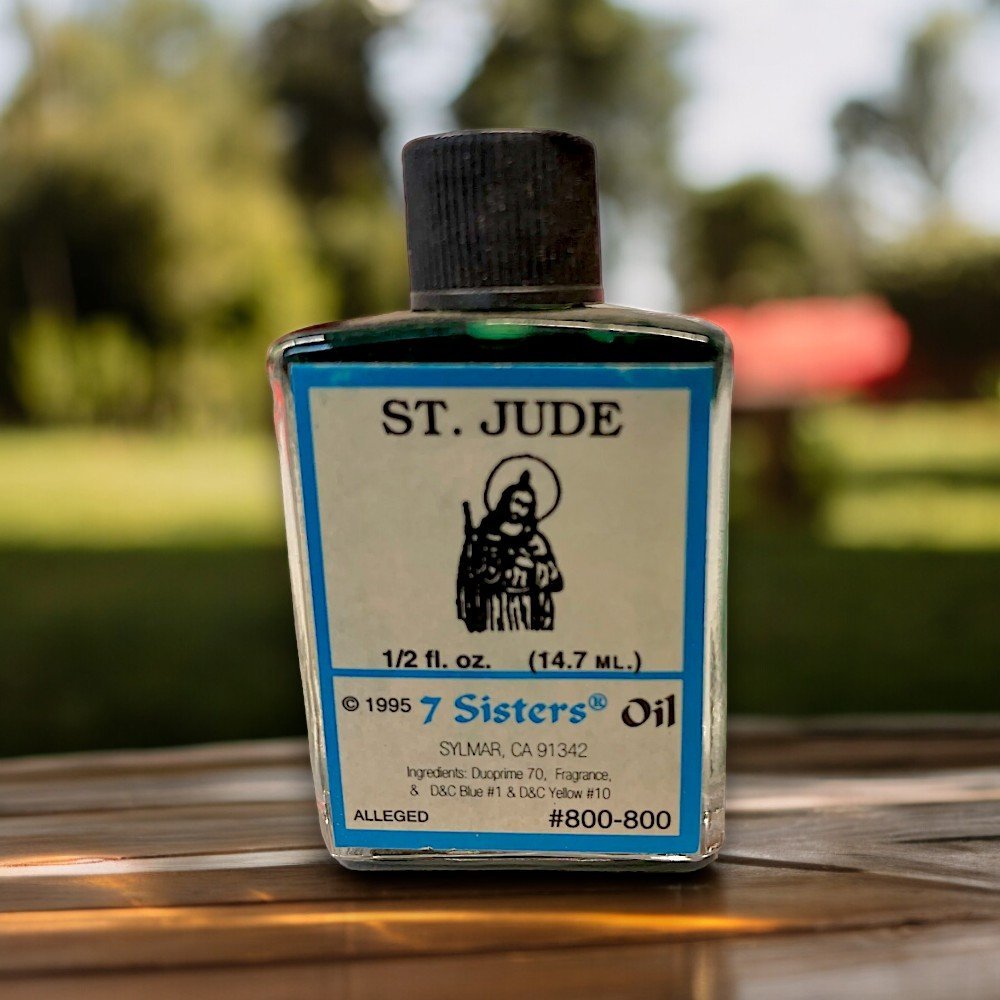 ST. JUDE
1/2 fl. oz. (14.7 ML.)
© 1995 7 Sisters® Oil
SYLMAR, CA 91342
Ingredients: Duoprime 70, Fragrance,
& D&C Blue #1 & D&C Yellow #10
ALLEGED #800-800